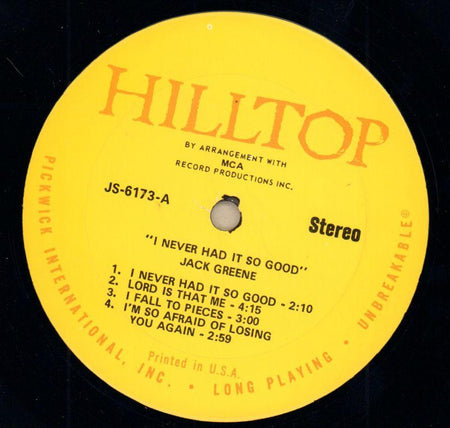 HILLTOP
BY ARRANGEMENT WITH
MCA
RECORD PRODUCTIONS INC.
JS-6173-A
Stereo
"I NEVER HAD IT SO GOOD"
JACK GREENE
1. I NEVER HAD IT SO GOOD - 2:10
2. LORD IS THAT ME - 4:15
3. I FALL TO PIECES - 3:00
4. I'M SO AFRAID OF LOSING
YOU AGAIN - 2:59
Printed in U.S.A.
PICKWICK INTERNATIONAL, INC. • LONG PLAYING • UNBREAKABLE®